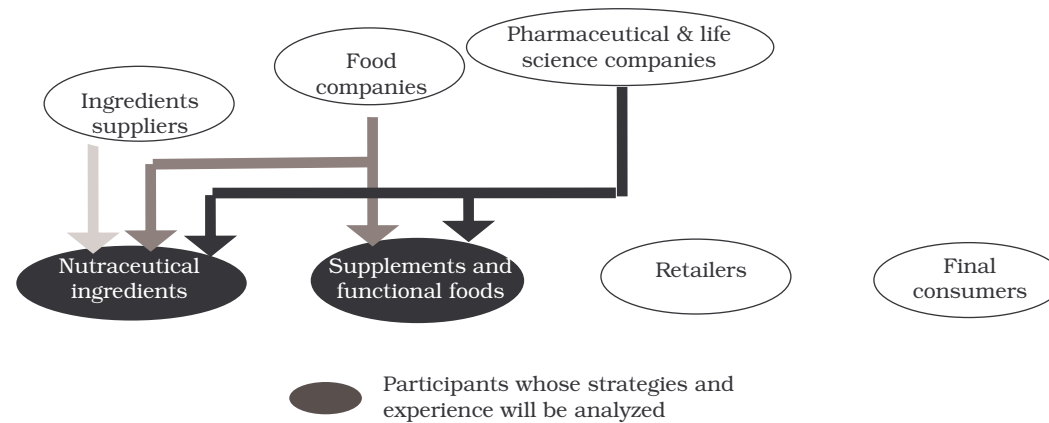 Pharmaceutical & life
science companies
Food
companies
Ingredients
suppliers
Nutraceutical
ingredients
Supplements and
functional foods
Retailers
Final
consumers
Participants whose strategies and
experience will be analyzed